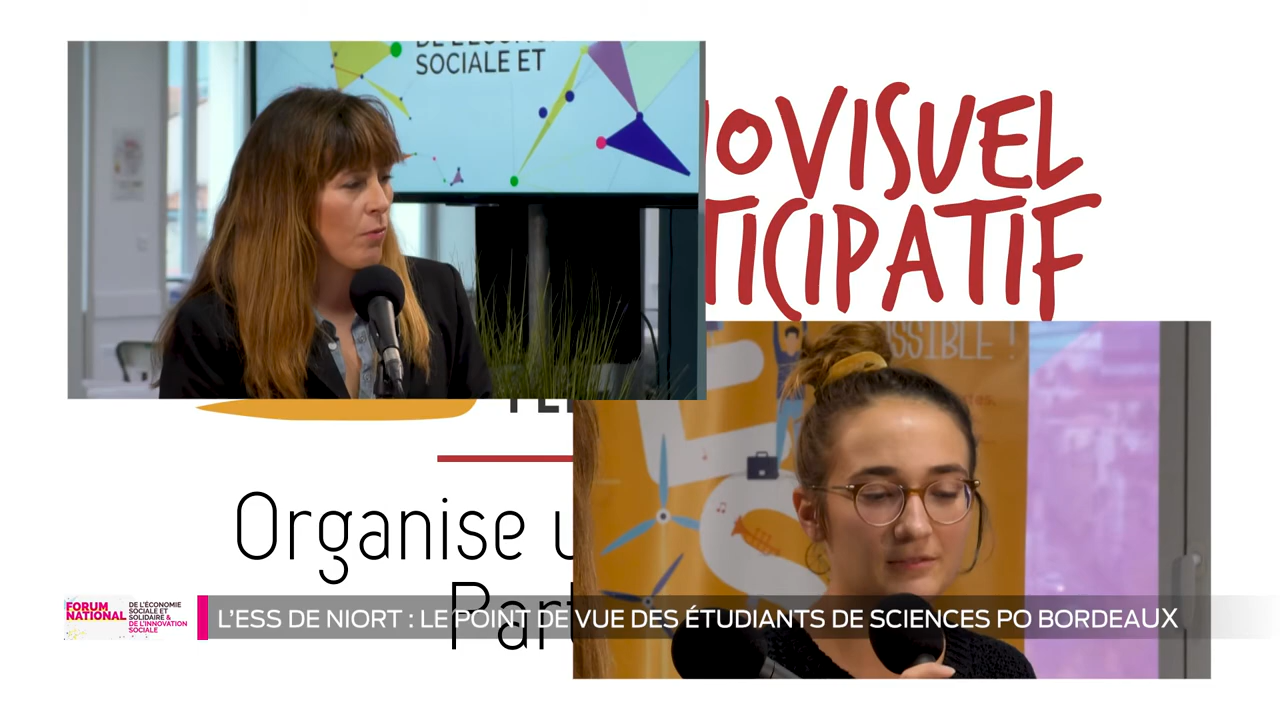 SOCIALE ET
VISUEL
TICIPATIF
SSIBLE !
Organise
Part
FORUM
NATIONAL
DE L'ÉCONOMIE
SOCIALE ET
SOLIDAIRE &
DE L'INNOVATION
SOCIALE
L'ESS DE NIORT : LE POINT DE VUE DES ÉTUDIANTS DE SCIENCES PO BORDEAUX